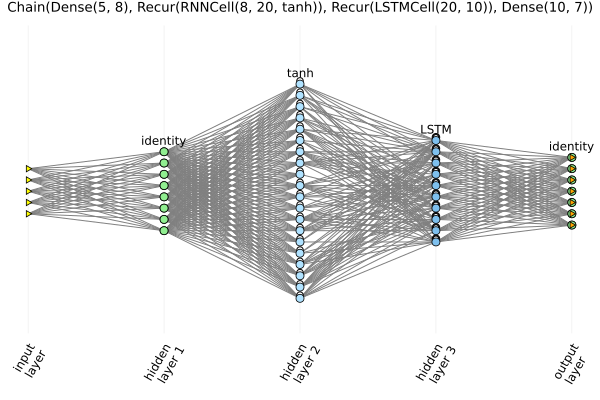 Chain(Dense(5, 8), Recur(RNNCell(8, 20, tanh)), Recur(LSTMCell(20, 10)), Dense(10, 7))
tanh
LSTM
identity
identity
input
layer
hidden
layer 1
hidden
layer 2
hidden
layer 3
output
layer